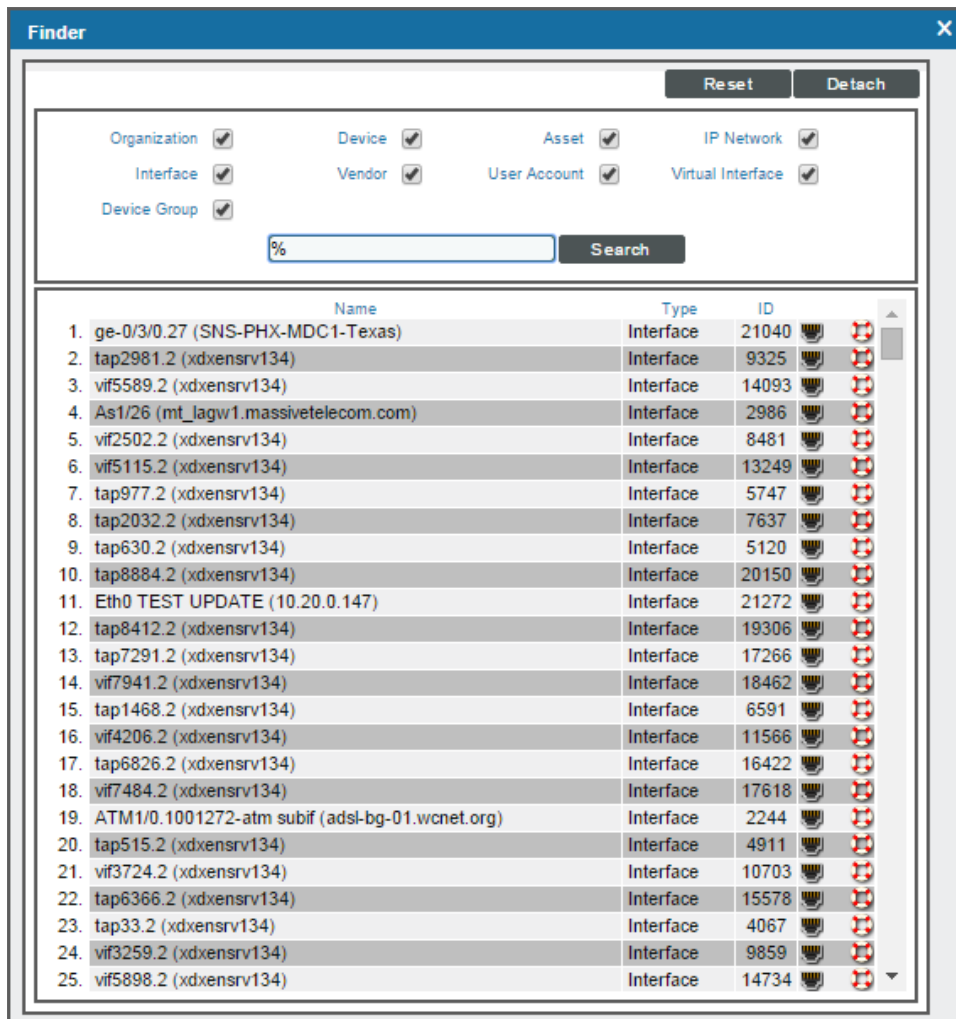 Finder X
Reset Detach
Organization Device Asset IP Network
Interface Vendor User Account Virtual Interface
Device Group
% Search
Name Type ID
1. ge-0/3/0.27 (SNS-PHX-MDC1-Texas) Interface 21040
2. tap2981.2 (xdxensrv134) Interface 9325
3. vif5589.2 (xdxensrv134) Interface 14093
4. As1/26 (mt_lagw1.massivetelecom.com) Interface 2986
5. vif2502.2 (xdxensrv134) Interface 8481
6. vif5115.2 (xdxensrv134) Interface 13249
7. tap977.2 (xdxensrv134) Interface 5747
8. tap2032.2 (xdxensrv134) Interface 7637
9. tap630.2 (xdxensrv134) Interface 5120
10. tap8884.2 (xdxensrv134) Interface 20150
11. Eth0 TEST UPDATE (10.20.0.147) Interface 21272
12. tap8412.2 (xdxensrv134) Interface 19306
13. tap7291.2 (xdxensrv134) Interface 17266
14. vif7941.2 (xdxensrv134) Interface 18462
15. tap1468.2 (xdxensrv134) Interface 6591
16. vif4206.2 (xdxensrv134) Interface 11566
17. tap6826.2 (xdxensrv134) Interface 16422
18. vif7484.2 (xdxensrv134) Interface 17618
19. ATM1/0.1001272-atm subif (adsl-bg-01.wcnet.org) Interface 2244
20. tap515.2 (xdxensrv134) Interface 4911
21. vif3724.2 (xdxensrv134) Interface 10703
22. tap6366.2 (xdxensrv134) Interface 15578
23. tap33.2 (xdxensrv134) Interface 4067
24. vif3259.2 (xdxensrv134) Interface 9859
25. vif5898.2 (xdxensrv134) Interface 14734